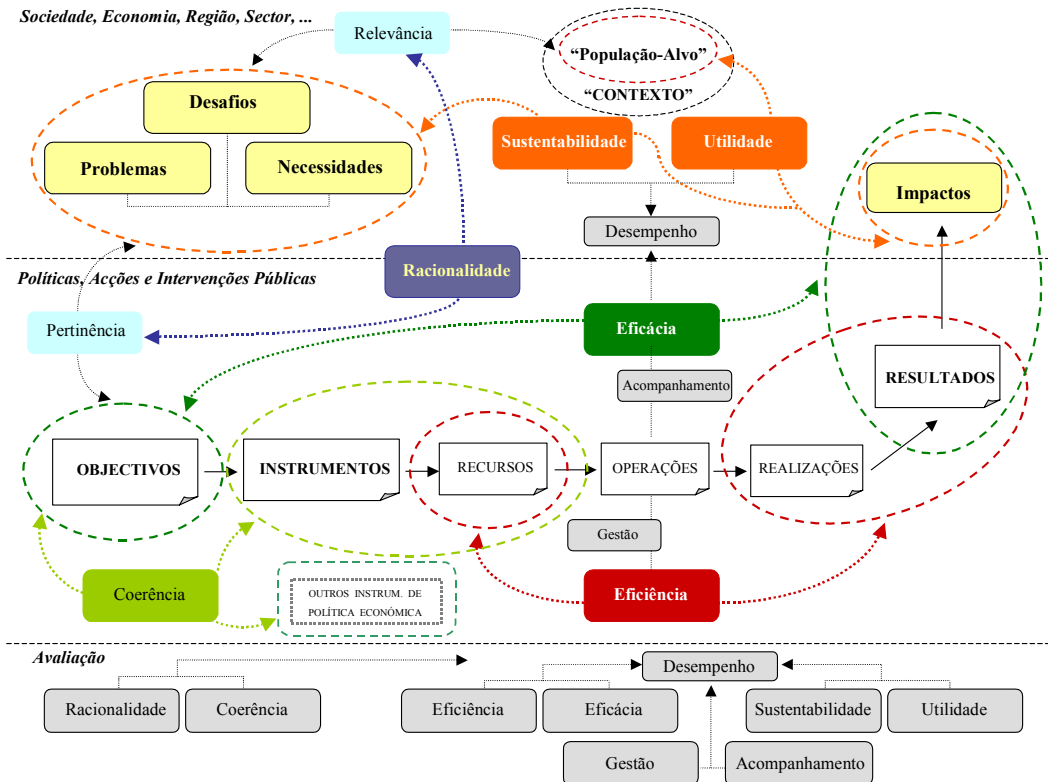 Sociedade, Economia, Região, Sector, ...
Relevância
“População-Alvo”
“CONTEXTO”
Desafios
Problemas
Necessidades
Sustentabilidade
Utilidade
Impactos
Desempenho
Racionalidade
Políticas, Acções e Intervenções Públicas
Pertinência
Eficácia
Acompanhamento
RESULTADOS
OBJECTIVOS
INSTRUMENTOS
RECURSOS
OPERAÇÕES
REALIZAÇÕES
Gestão
Coerência
OUTROS INSTRUM. DE
POLÍTICA ECONÓMICA
Eficiência
Avaliação
Desempenho
Racionalidade
Coerência
Eficiência
Eficácia
Sustentabilidade
Utilidade
Gestão
Acompanhamento